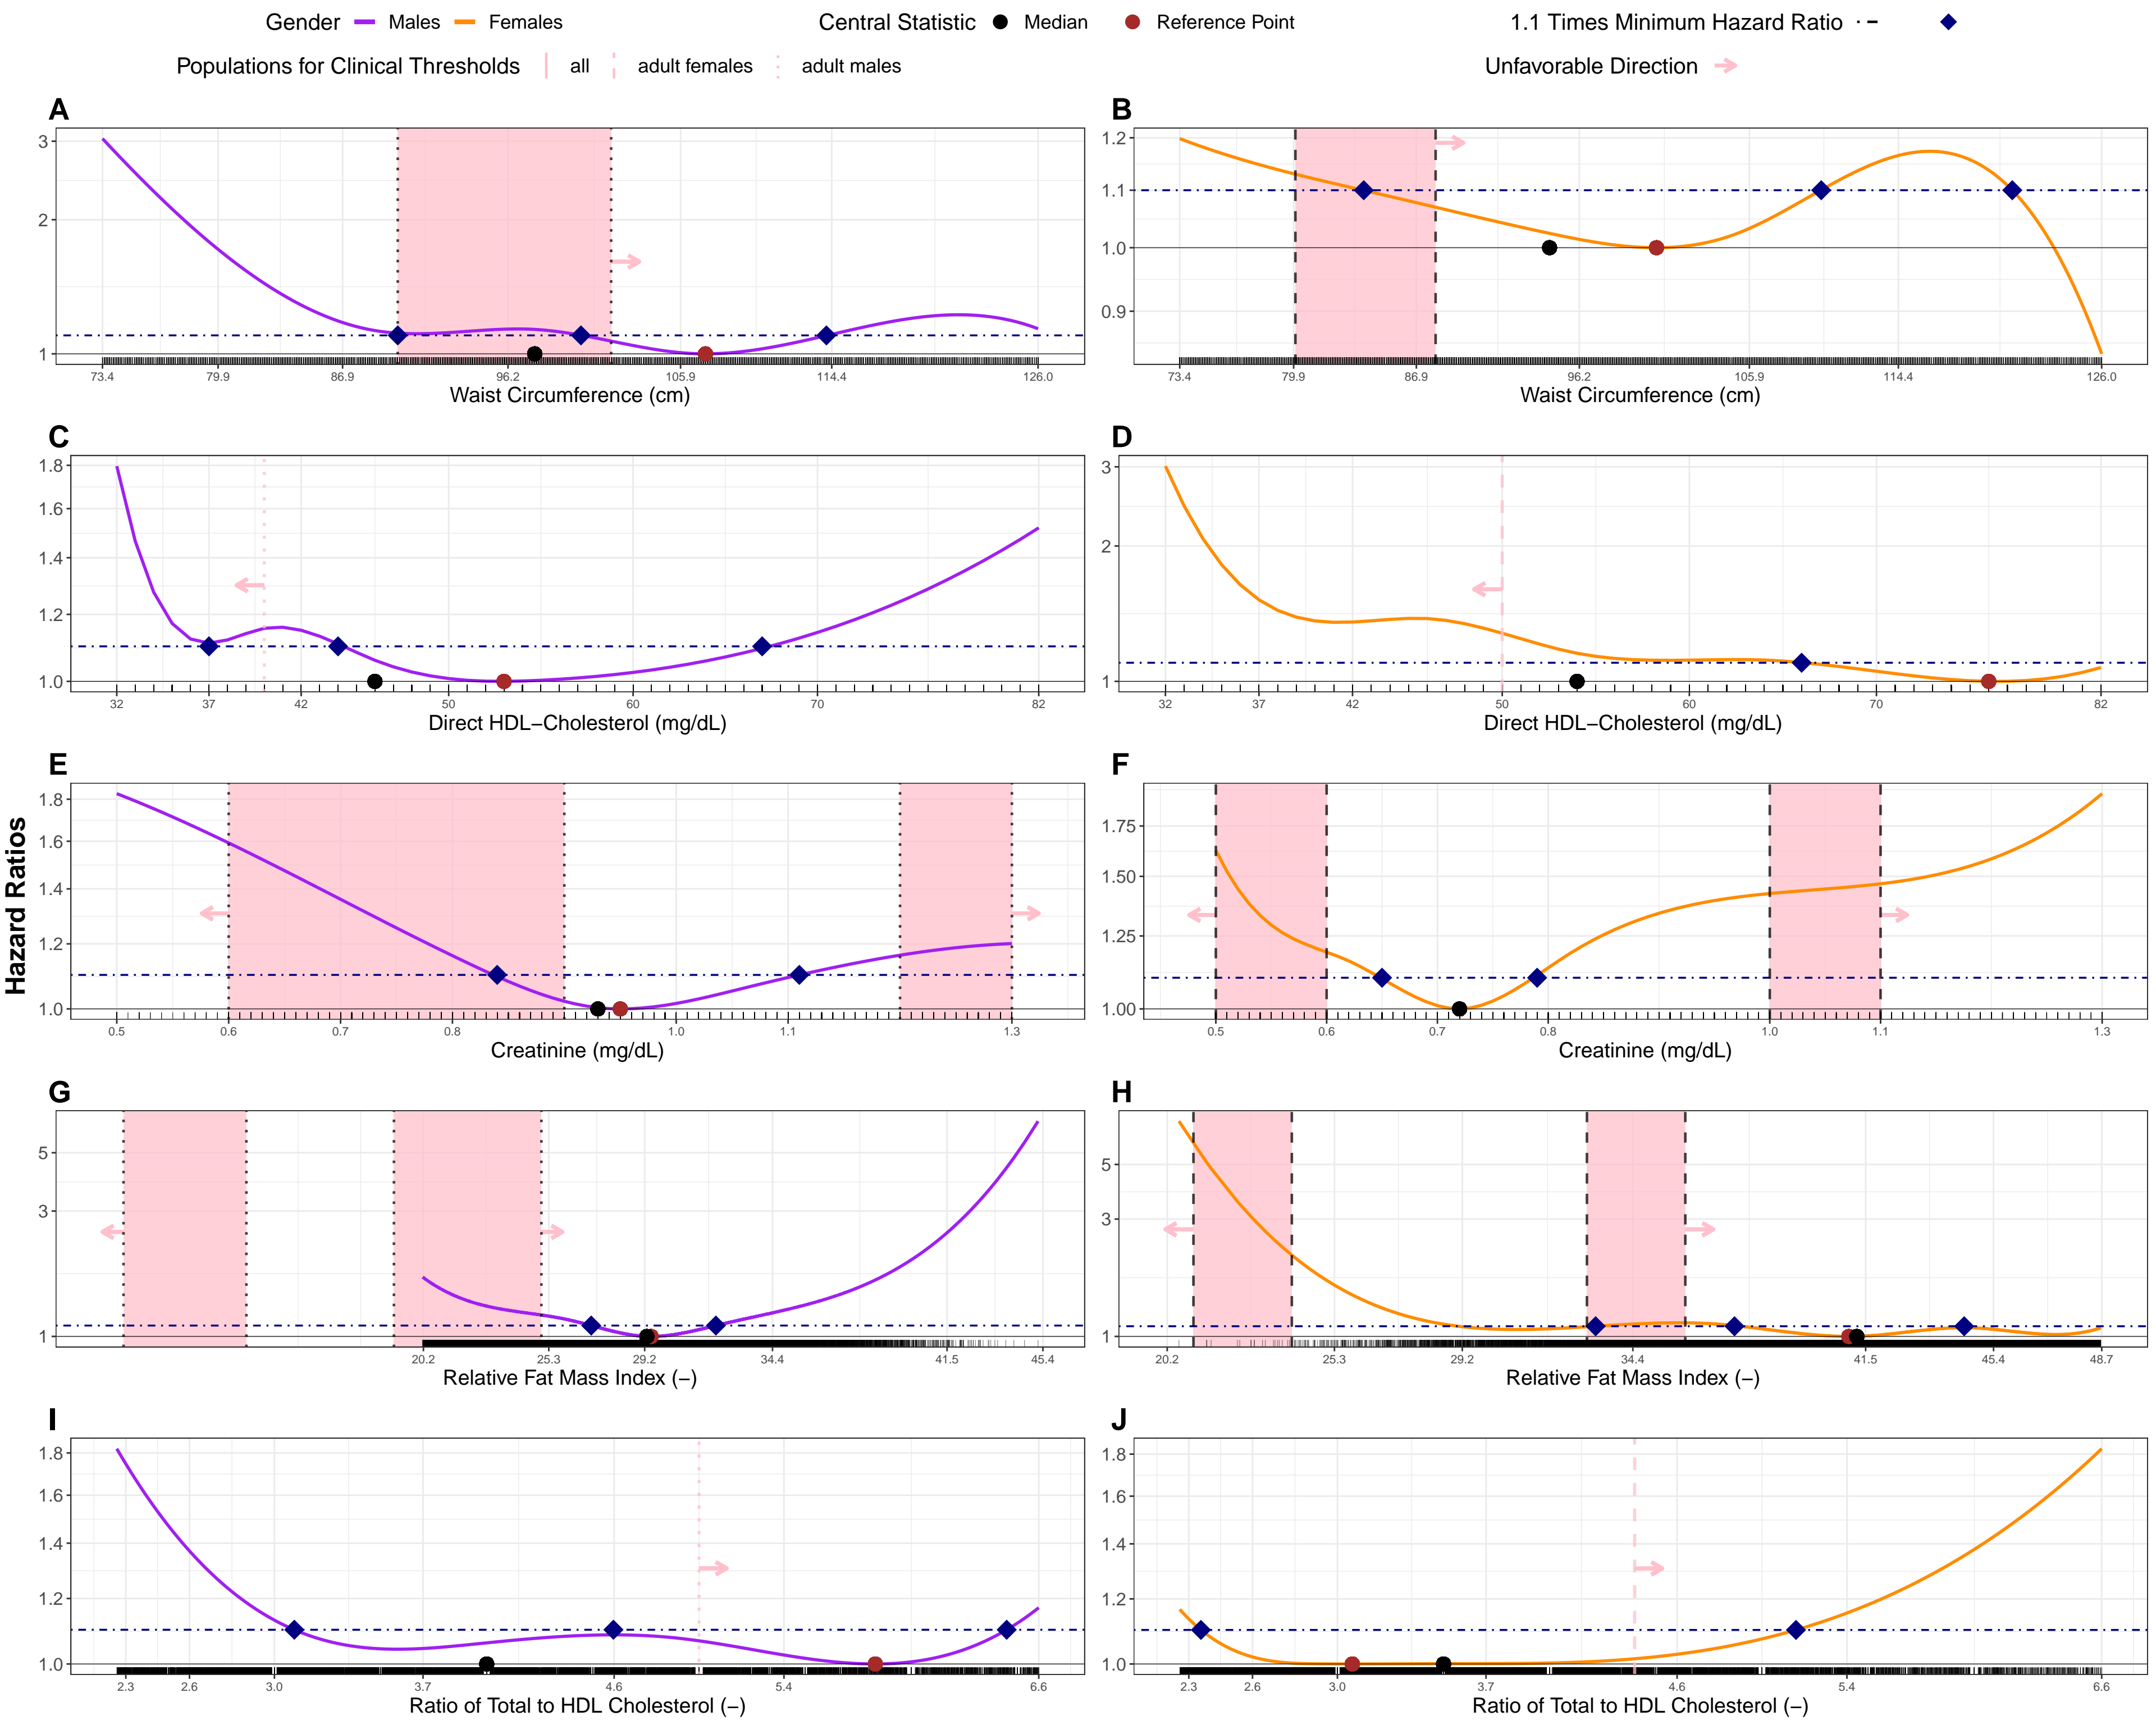 Gender Males Females Central Statistic Median Reference Point 1.1 Times Minimum Hazard Ratio
Populations for Clinical Thresholds all adult females adult males Unfavorable Direction
Hazard Ratios
A
3
2
1
73.4 79.9 86.9 96.2 105.9 114.4 126.0
Waist Circumference (cm)
B
1.2
1.1
1.0
0.9
73.4 79.9 86.9 96.2 105.9 114.4 126.0
Waist Circumference (cm)
C
1.8
1.6
1.4
1.2
1.0
32 37 42 50 60 70 82
Direct HDL−Cholesterol (mg/dL)
D
3
2
1
32 37 42 50 60 70 82
Direct HDL−Cholesterol (mg/dL)
E
1.8
1.6
1.4
1.2
1.0
0.5 0.6 0.7 0.8 1.0 1.1 1.3
Creatinine (mg/dL)
F
1.75
1.50
1.25
1.00
0.5 0.6 0.7 0.8 1.0 1.1 1.3
Creatinine (mg/dL)
G
5
3
1
20.2 25.3 29.2 34.4 41.5 45.4
Relative Fat Mass Index (−)
H
5
3
1
20.2 25.3 29.2 34.4 41.5 45.4 48.7
Relative Fat Mass Index (−)
I
1.8
1.6
1.4
1.2
1.0
2.3 2.6 3.0 3.7 4.6 5.4 6.6
Ratio of Total to HDL Cholesterol (−)
J
1.8
1.6
1.4
1.2
1.0
2.3 2.6 3.0 3.7 4.6 5.4 6.6
Ratio of Total to HDL Cholesterol (−)